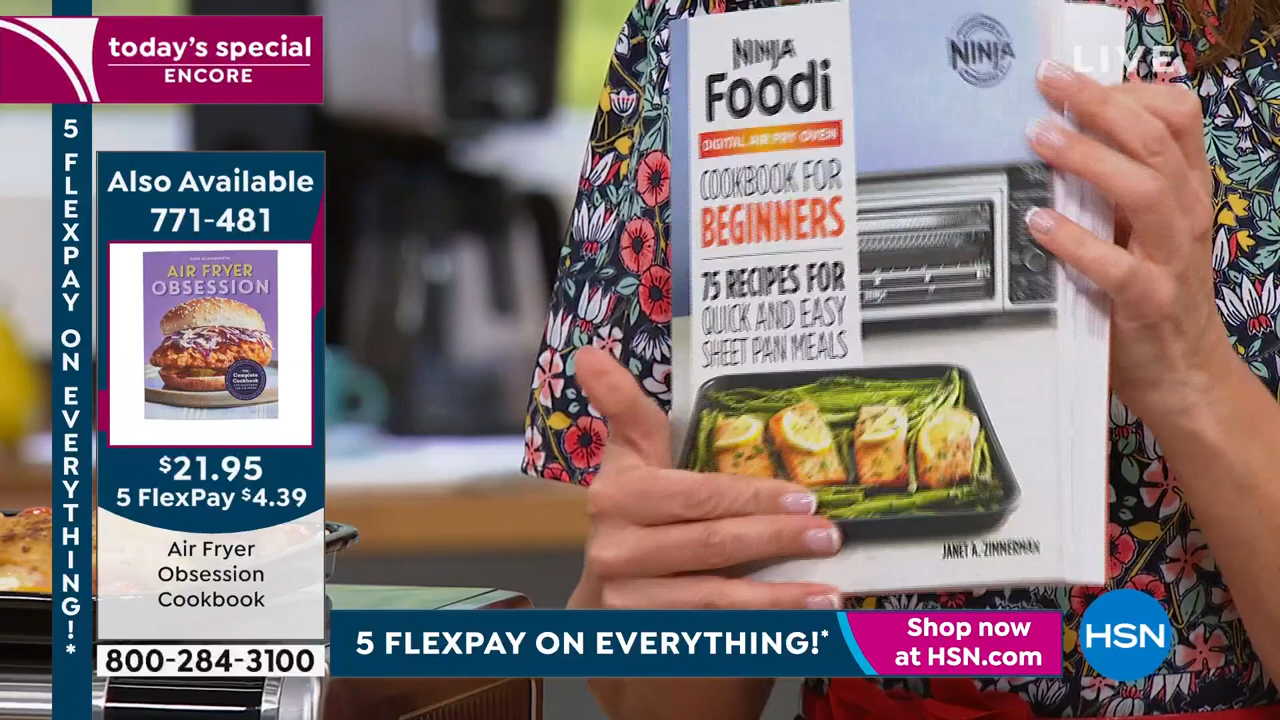 today's special
ENCORE
5 FLEXPAY ON EVERYTHING!*
Also Available
771-481
AIR FRYER
OBSESSION
The
Complete
Cookbook
$21.95
5 FlexPay $4.39
Air Fryer
Obsession
Cookbook
800-284-3100
NINJA
Foodi
DIGITAL AIR FRY OVEN
COOKBOOK FOR
BEGINNERS
75 RECIPES FOR
QUICK AND EASY
SHEET PAN MEALS
JANET A. ZIMMERMAN
NINJA
LIVE
5 FLEXPAY ON EVERYTHING!*
Shop now
at HSN.com
HSN